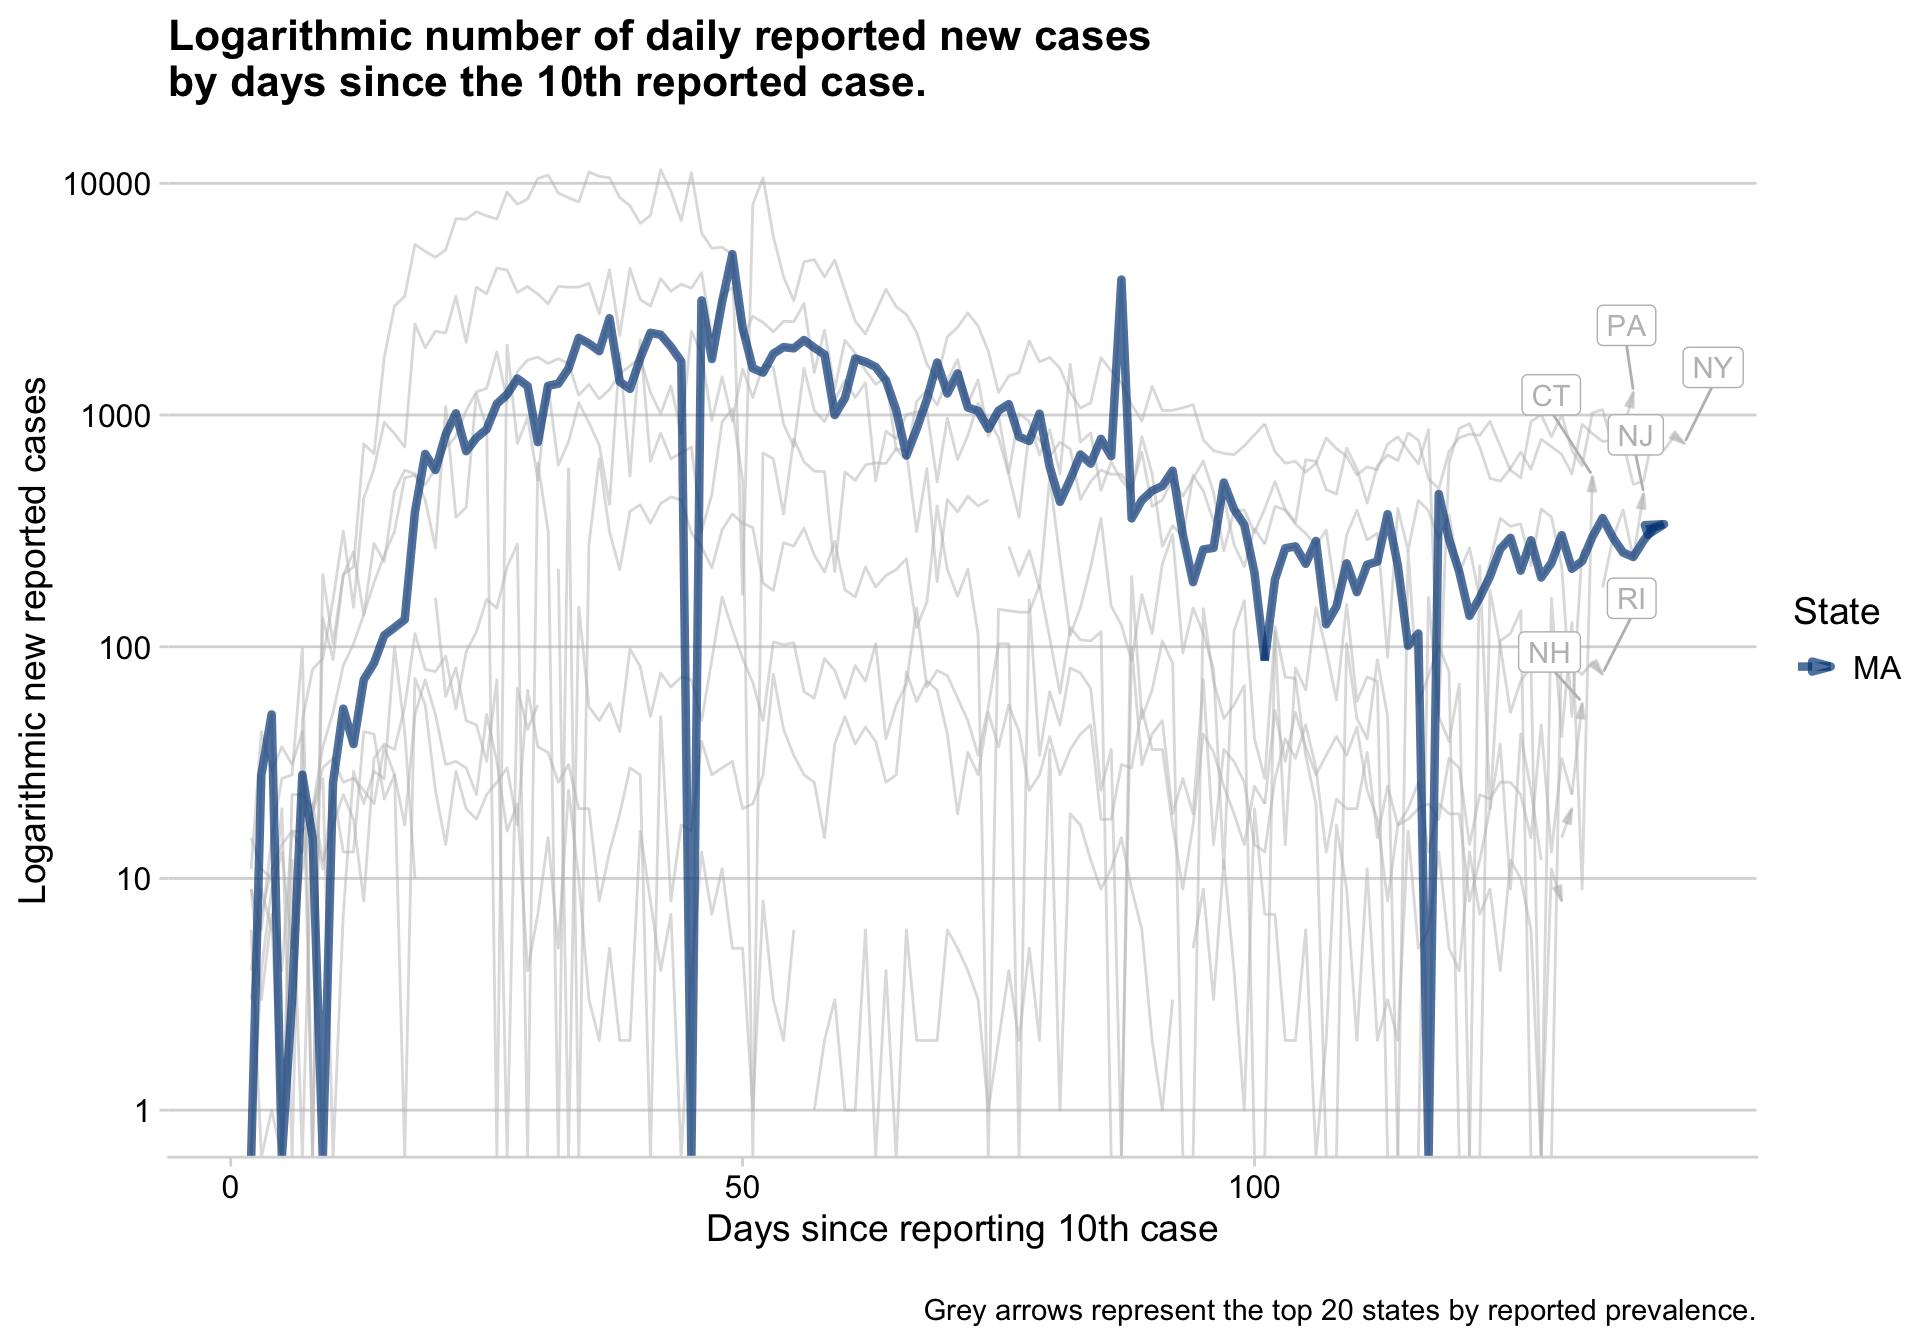 Logarithmic number of daily reported new cases
by days since the 10th reported case.
Logarithmic new reported cases
10000
1000
100
10
1
PA
NY
CT
NJ
RI
NH
State
MA
0
50
100
Days since reporting 10th case
Grey arrows represent the top 20 states by reported prevalence.